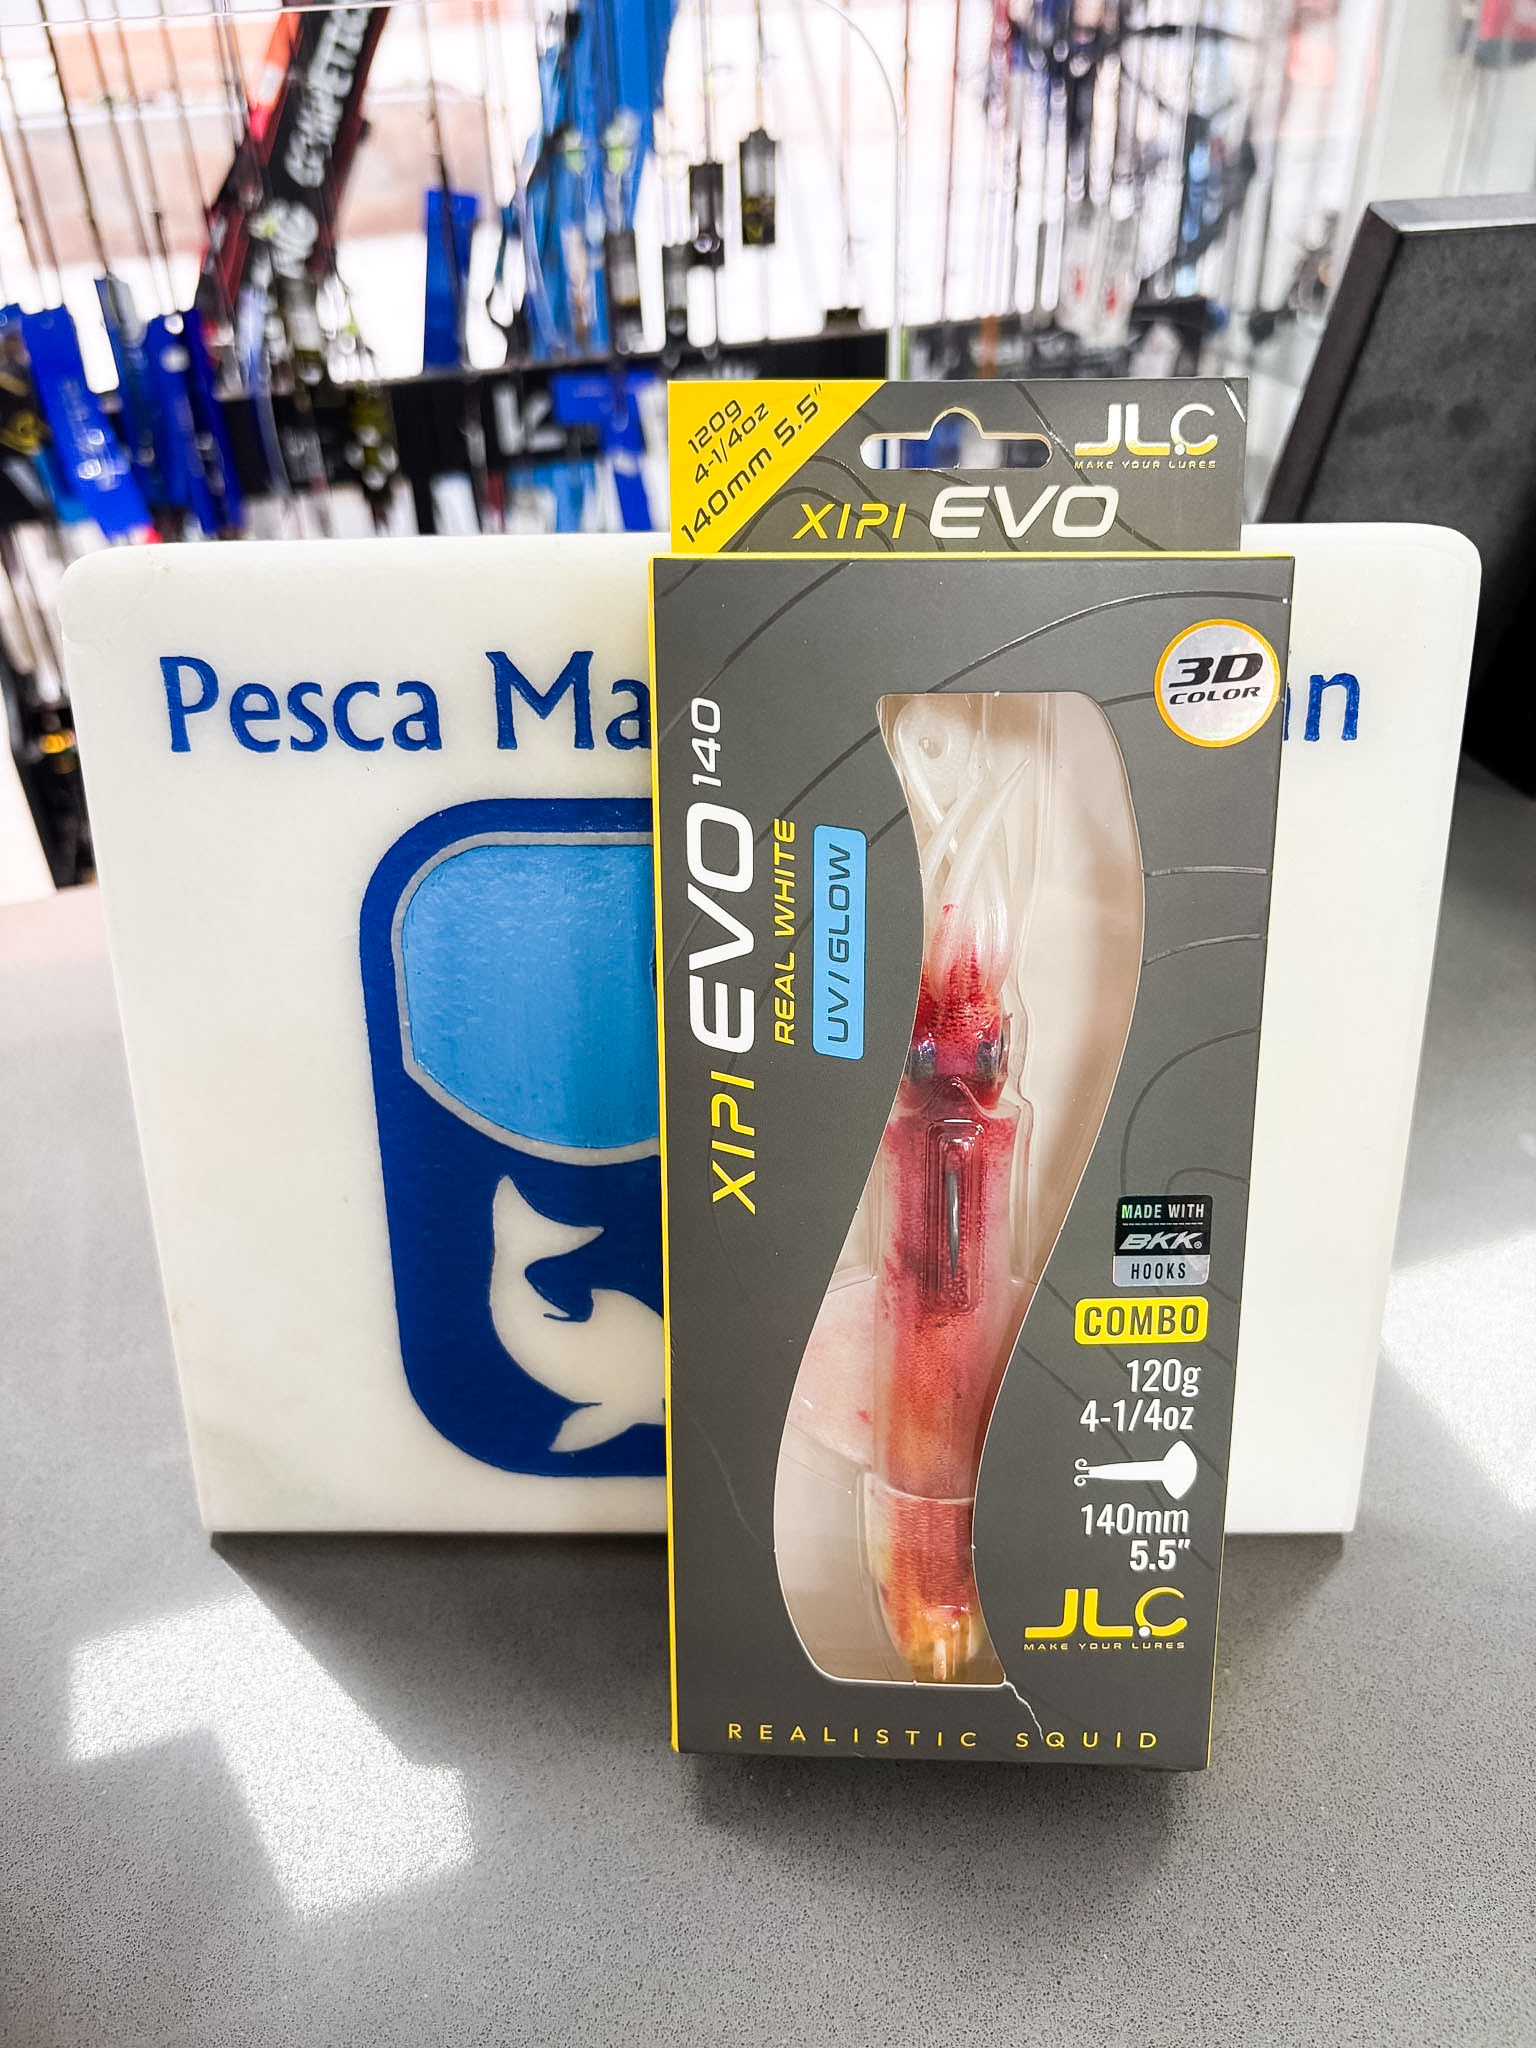 120g
4-1/4oz
140mm 5.5"
JLC
MAKE YOUR LURES
XIPI EVO
3D
COLOR
Pesca Ma
n
XIPI EVO 140
REAL WHITE
UV/GLOW
MADE WITH
BKK®
HOOKS
COMBO
120g
4-1/4oz
140mm
5.5"
JLC
MAKE YOUR LURES
REALISTIC SQUID